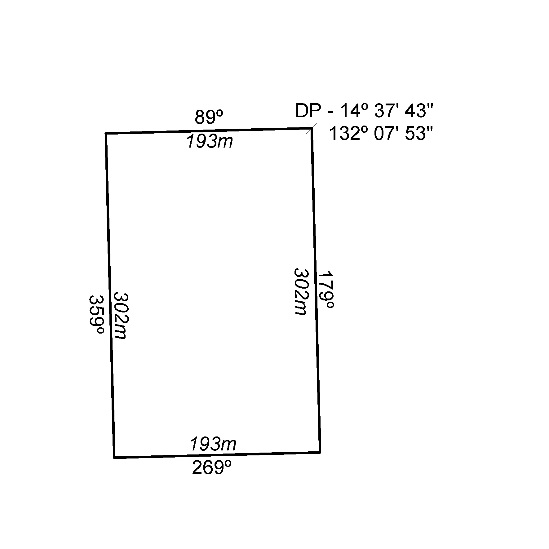 89º
DP - 14º 37' 43"
193m
132º 07' 53"
359º
302m
302m
179º
193m
269º